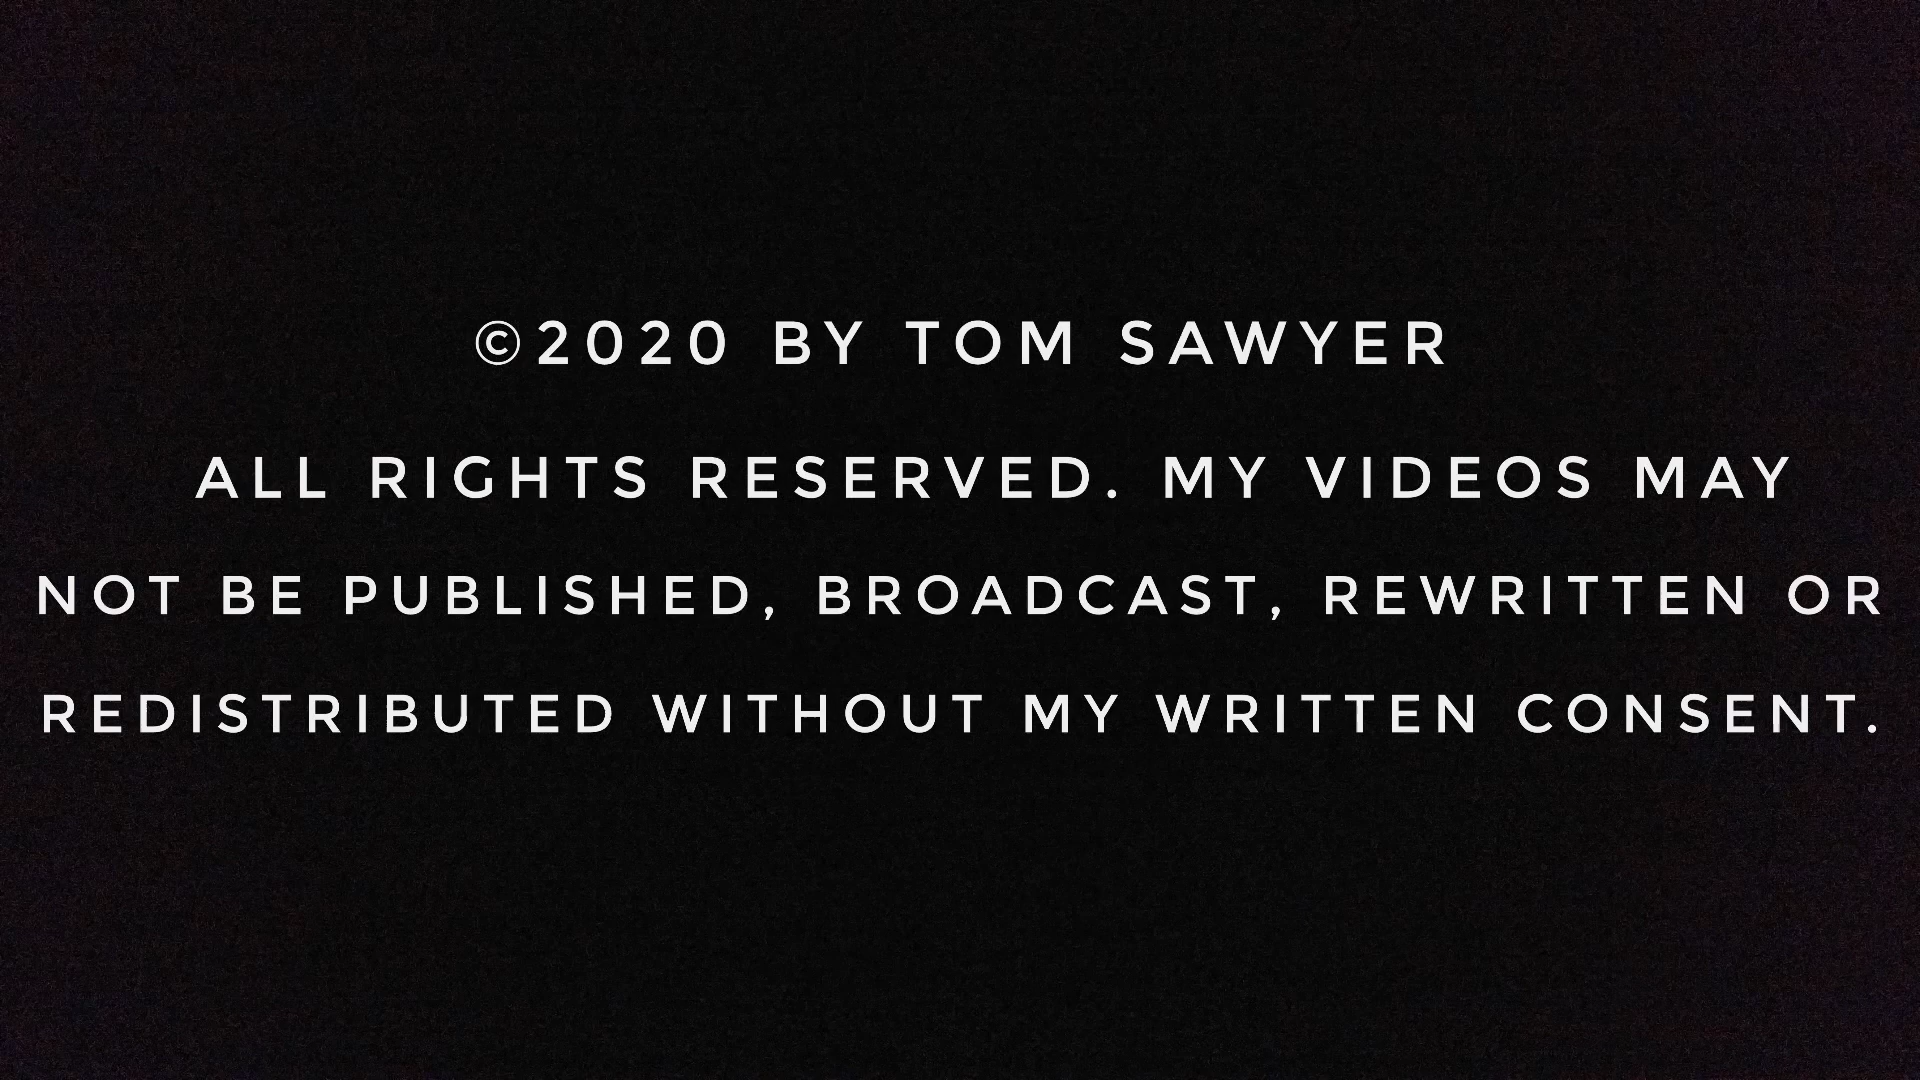 ©2020 BY TOM SAWYER
ALL RIGHTS RESERVED. MY VIDEOS MAY
NOT BE PUBLISHED, BROADCAST, REWRITTEN OR
REDISTRIBUTED WITHOUT MY WRITTEN CONSENT.